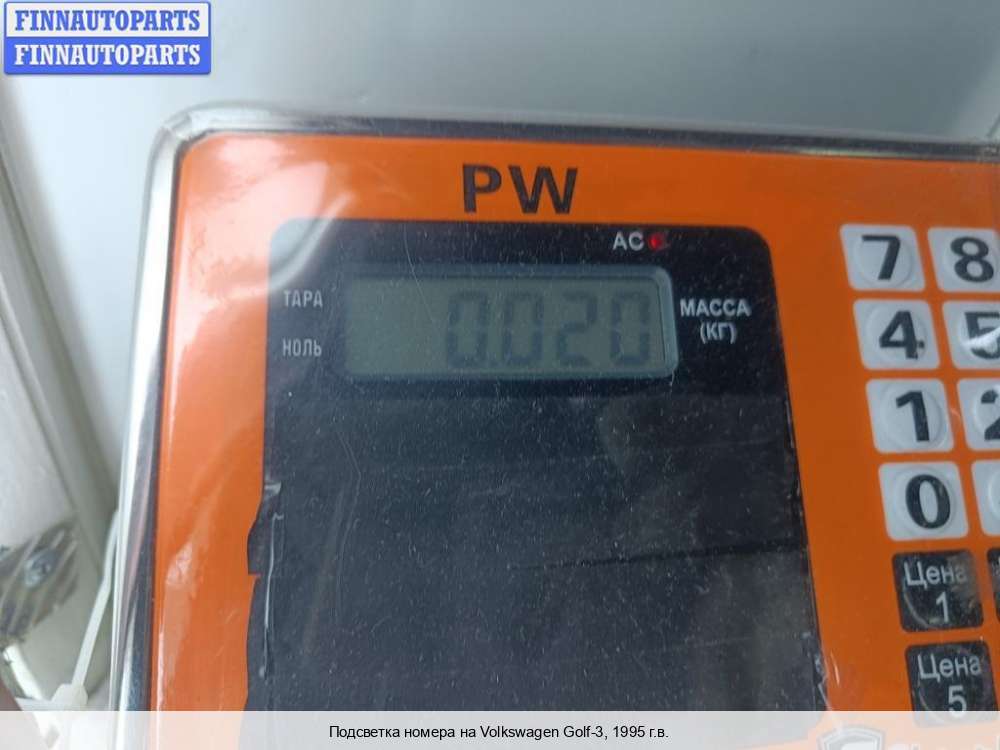 FINNAUTOPARTS
FINNAUTOPARTS
PW
AC
ТАРА
0.020
МАССА
(КГ)
НОЛЬ
7 8
4 5
1 2
0
Цена
1
Цена
5
Подсветка номера на Volkswagen Golf-3, 1995 г.в.